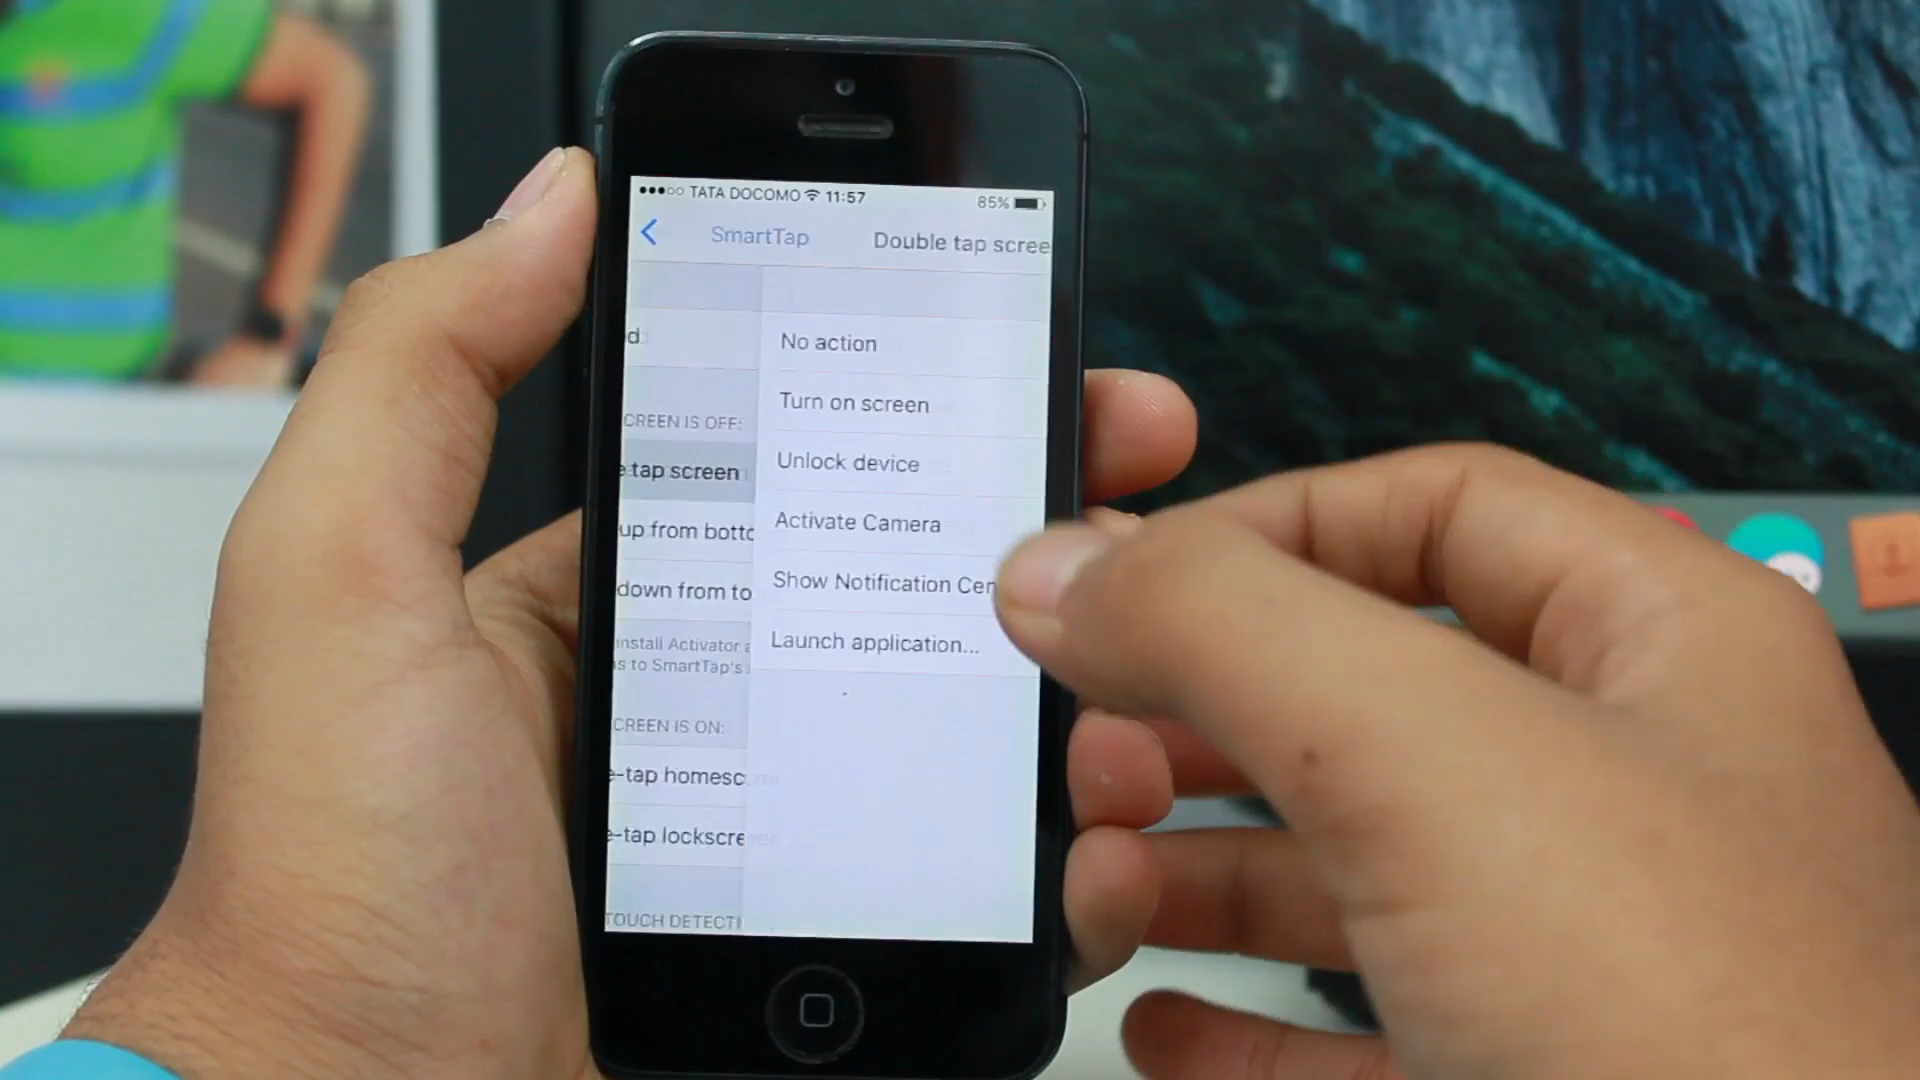 TATA DOCOMO 11:57 85%
SmartTap Double tap scree
d
No action
Turn on screen
CREEN IS OFF:
Unlock device
e tap screen
Activate Camera
up from botto
Show Notification Cen
down from to
Launch application...
install Activator a
s to SmartTap's
CREEN IS ON:
e-tap homesc
e-tap lockscre
TOUCH DETECTI